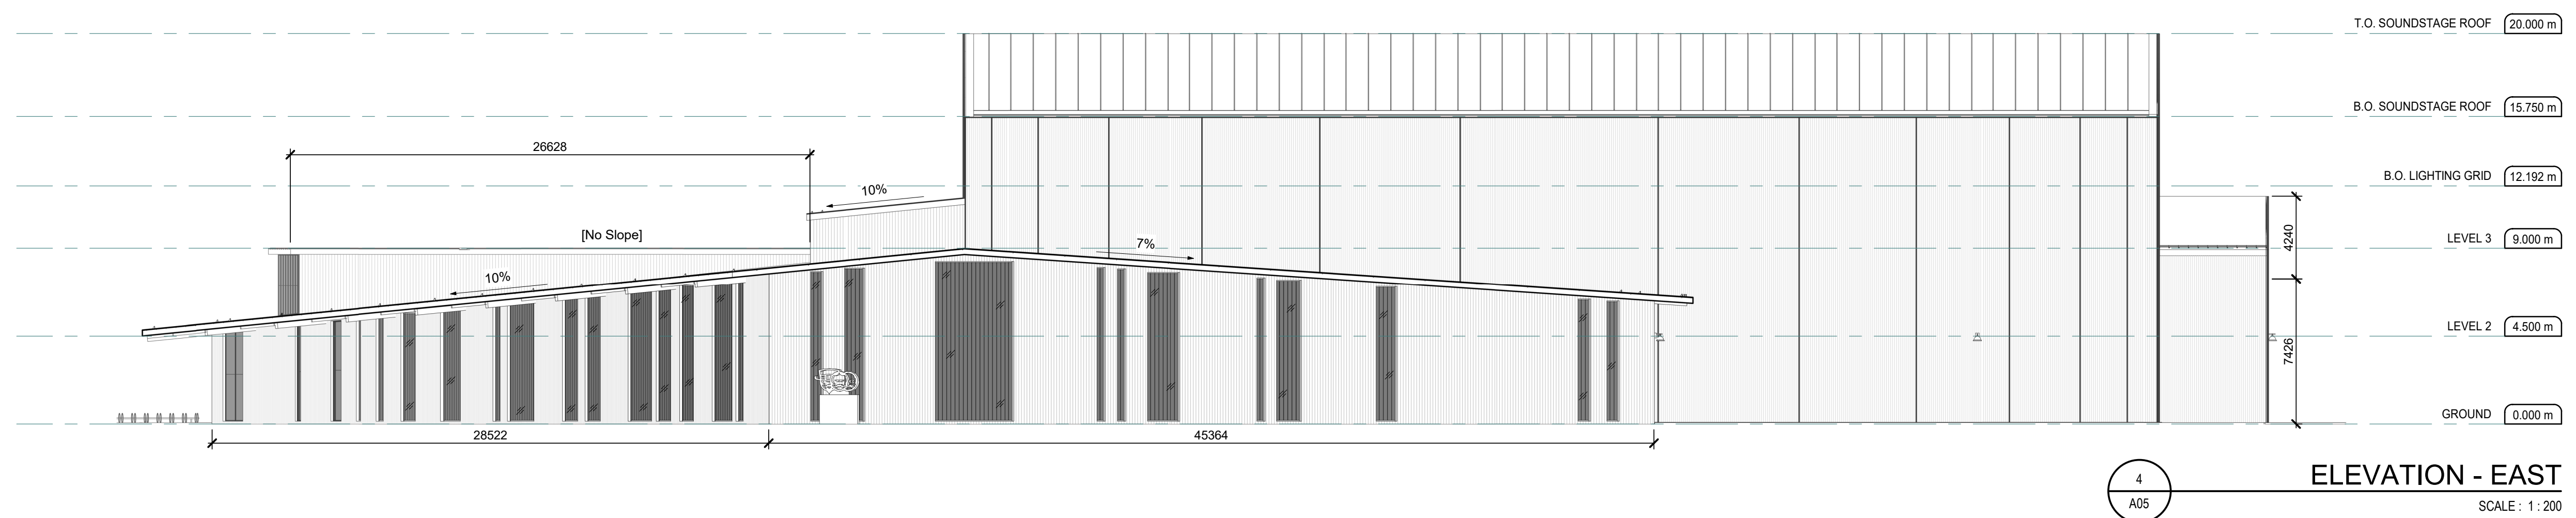 T.O. SOUNDSTAGE ROOF 20.000 m
B.O. SOUNDSTAGE ROOF 15.750 m
26628
B.O. LIGHTING GRID 12.192 m
10%
[No Slope]
7%
LEVEL 3 9.000 m
4240
10%
LEVEL 2 4.500 m
7426
GROUND 0.000 m
28522
45364
4
A05
ELEVATION - EAST
SCALE : 1 : 200